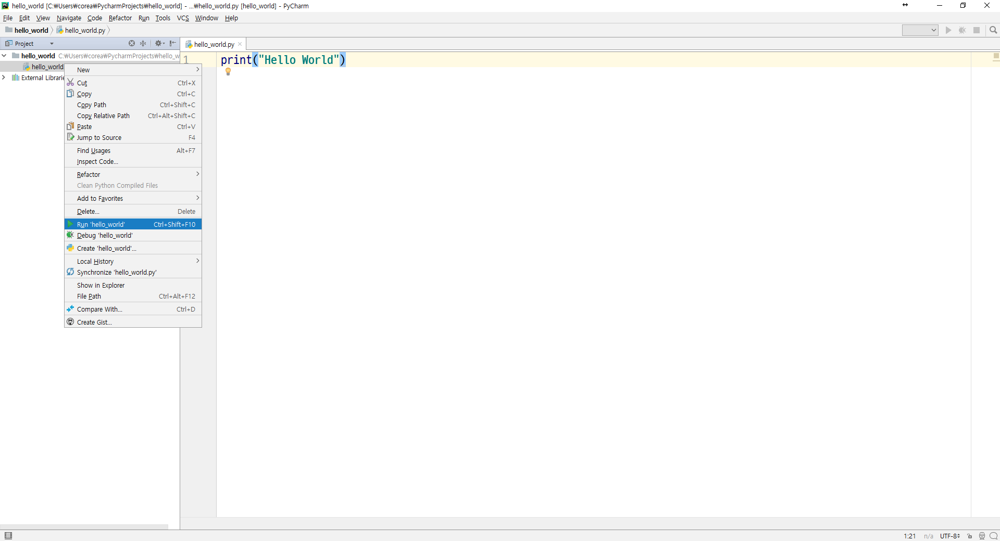 hello_world [C:₩Users₩corea₩PycharmProjects₩hello_world] - ...₩hello_world.py [hello_world] - PyCharm
File Edit View Navigate Code Refactor Run Tools VCS Window Help
hello_world hello_world.py
Project
hello_world.py
hello_world C:₩Users₩corea₩PycharmProjects₩hello_w
1 print("Hello World")
hello_world
External Librarie
New
Cut Ctrl+X
Copy Ctrl+C
Copy Path Ctrl+Shift+C
Copy Relative Path Ctrl+Alt+Shift+C
Paste Ctrl+V
Jump to Source F4
Find Usages Alt+F7
Inspect Code...
Refactor
Clean Python Compiled Files
Add to Favorites
Delete... Delete
Run 'hello_world' Ctrl+Shift+F10
Debug 'hello_world'
Create 'hello_world'...
Local History
Synchronize 'hello_world.py'
Show in Explorer
File Path Ctrl+Alt+F12
Compare With... Ctrl+D
Create Gist...
1:21 n/a UTF-8